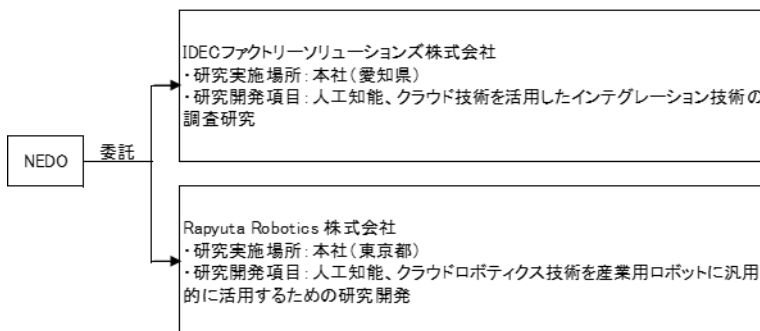 IDECファクトリーソリューションズ株式会社
・研究実施場所：本社（愛知県）
・研究開発項目：人工知能、クラウド技術を活用したインテグレーション技術の
調査研究
NEDO
委託
Rapyuta Robotics 株式会社
・研究実施場所：本社（東京都）
・研究開発項目：人工知能、クラウドロボティクス技術を産業用ロボットに汎用
的に活用するための研究開発